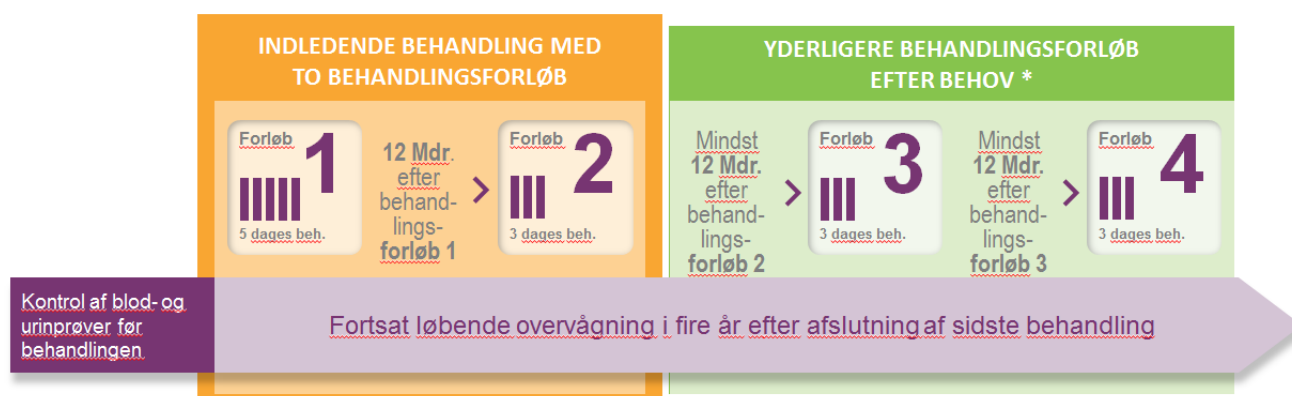 INDLEDENDE BEHANDLING MED
TO BEHANDLINGSFORLØB
Forløb
1
5 dages beh.
12 Mdr.
efter
behand-
lings-
forløb 1
Forløb
2
3 dages beh.
YDERLIGERE BEHANDLINGSFORLØB
EFTER BEHOV *
Mindst
12 Mdr.
efter
behand-
lings-
forløb 2
Forløb
3
3 dages beh.
Mindst
12 Mdr.
efter
behand-
lings-
forløb 3
Forløb
4
3 dages beh.
Kontrol af blod- og
urinprøver før
behandlingen
Fortsat løbende overvågning i fire år efter afslutning af sidste behandling